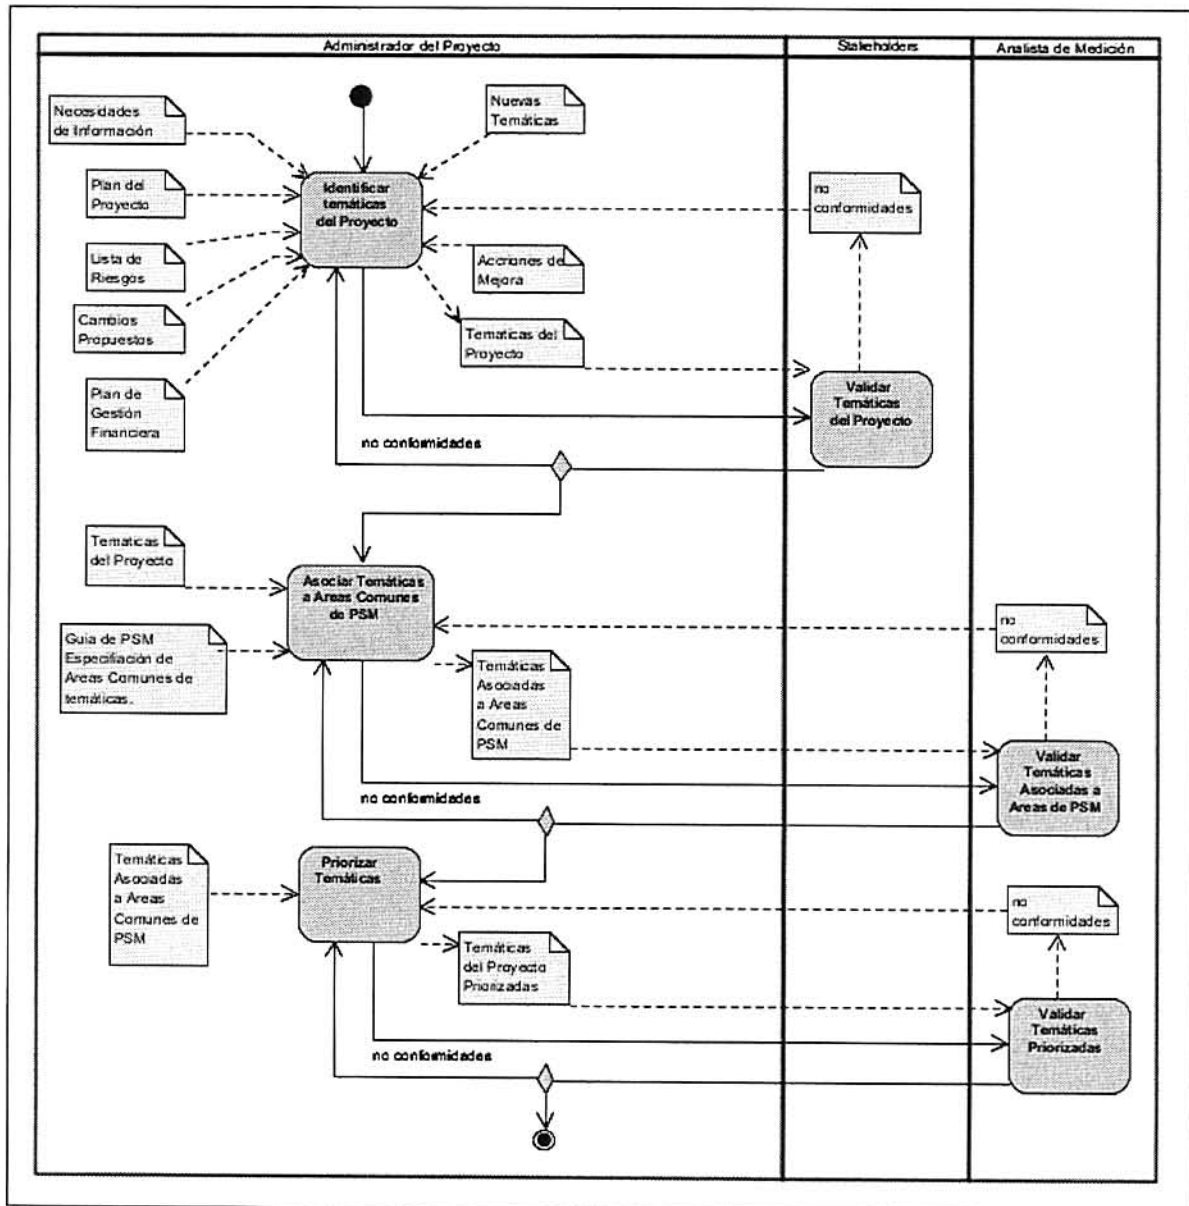 Administrador del Proyecto
Stakeholders
Analista de Medición
Necesidades
de Información
Nuevas
Temáticas
Plan del
Proyecto
Identificar
temáticas
del Proyecto
no
conformidades
Lista de
Riesgos
Acciones de
Mejora
Cambios
Propuestos
Tematicas del
Proyecto
Plan de
Gestión
Financiera
Validar
Temáticas
del Proyecto
no conformidades
Tematicas
del Proyecto
Asociar Temáticas
a Areas Comunes
de PSM
no
conformidades
Guia de PSM
Especifiación de
Areas Comunes de
temáticas.
Temáticas
Asociadas
a Areas
Comunes de
PSM
Validar
Temáticas
Asociadas a
Areas de PSM
no conformidades
Temáticas
Asociadas
a Areas
Comunes de
PSM
Priorizar
Temáticas
no
conformidades
Temáticas
del Proyecto
Priorizadas
Validar
Temáticas
Priorizadas
no conformidades